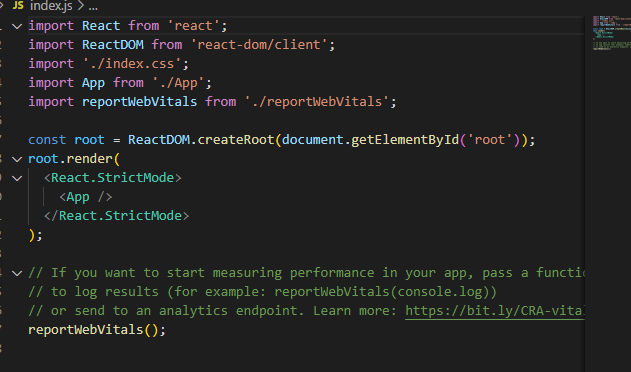 JS index.js > ...
import React from 'react';
import ReactDOM from 'react-dom/client';
import './index.css';
import App from './App';
import reportWebVitals from './reportWebVitals';
const root = ReactDOM.createRoot(document.getElementById('root'));
root.render(
<React.StrictMode>
<App />
</React.StrictMode>
);
// If you want to start measuring performance in your app, pass a functio
// to log results (for example: reportWebVitals(console.log))
// or send to an analytics endpoint. Learn more: https://bit.ly/CRA-vita
reportWebVitals();